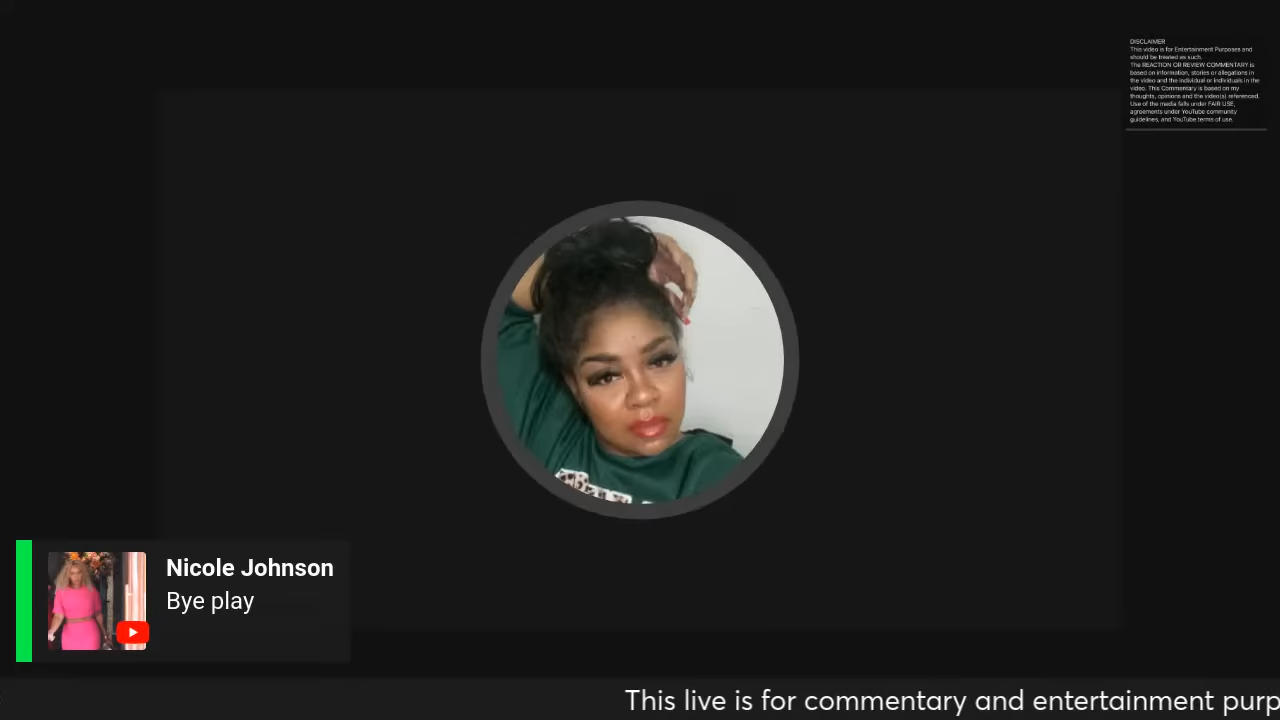 DISCLAIMER
This video is for Entertainment Purposes and
should be treated as such.
The REACTION OR REVIEW COMMENTARY is
based on information, stories or allegations in
the video and the individual or individuals in the
video. This Commentary is based on my
thoughts, opinions and the video(s) referenced.
Use of the media falls under FAIR USE,
agreements under YouTube community
guidelines, and YouTube terms of use.
Nicole Johnson
Bye play
This live is for commentary and entertainment purp